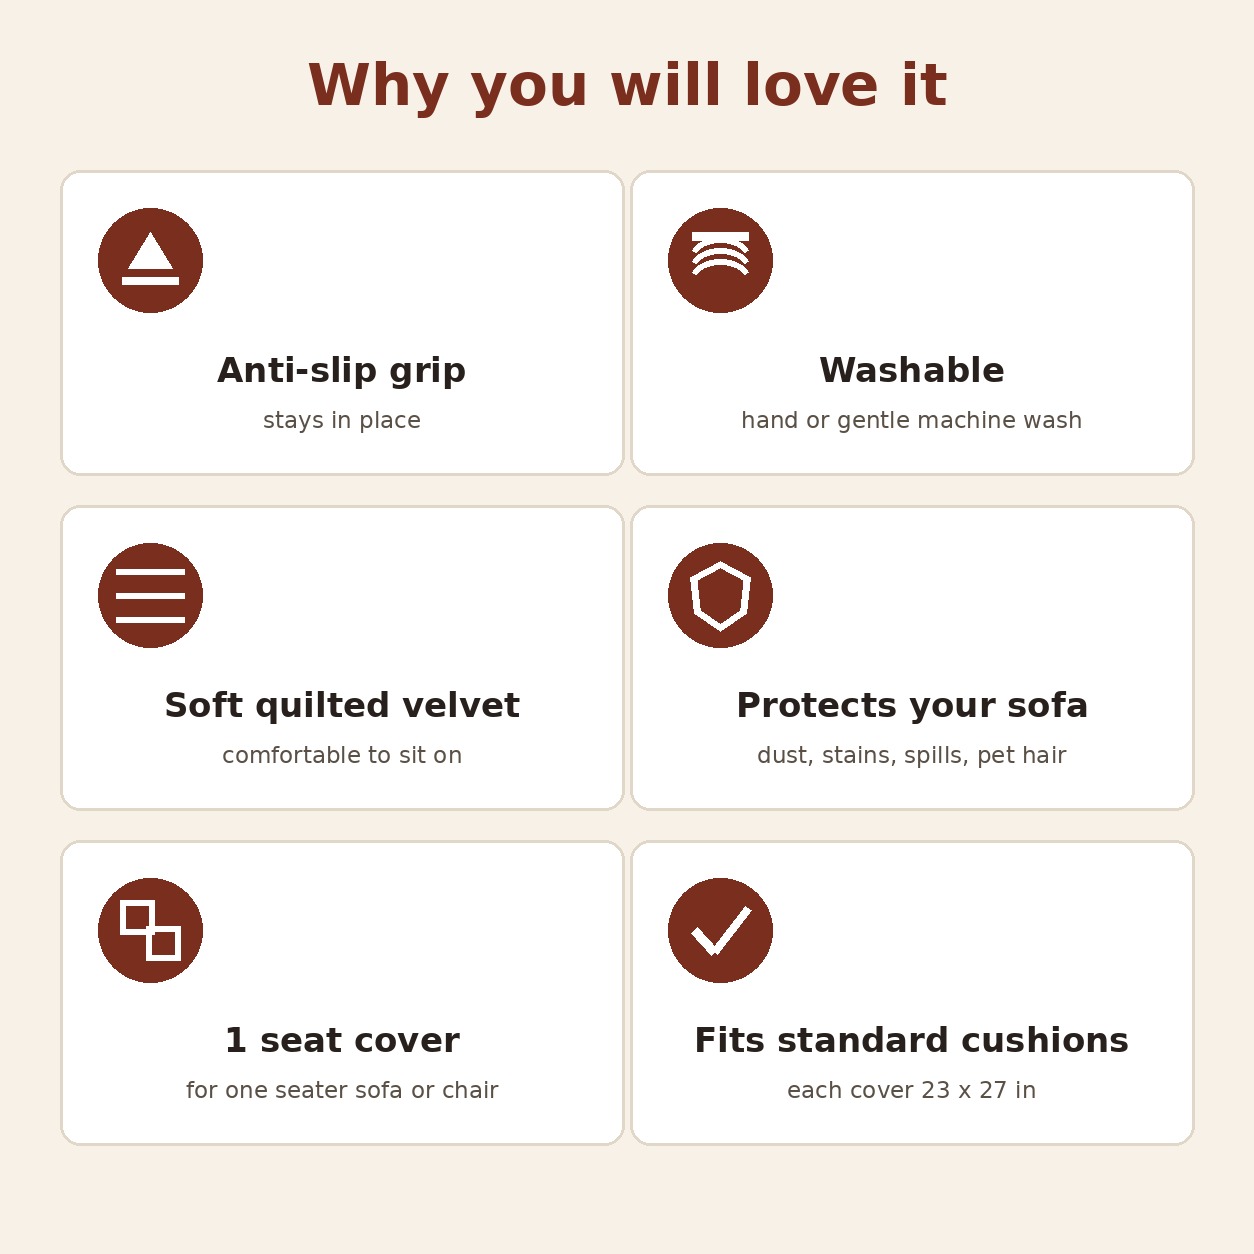 Why you will love it
Anti-slip grip
stays in place
Washable
hand or gentle machine wash
Soft quilted velvet
comfortable to sit on
Protects your sofa
dust, stains, spills, pet hair
1 seat cover
for one seater sofa or chair
Fits standard cushions
each cover 23 x 27 in